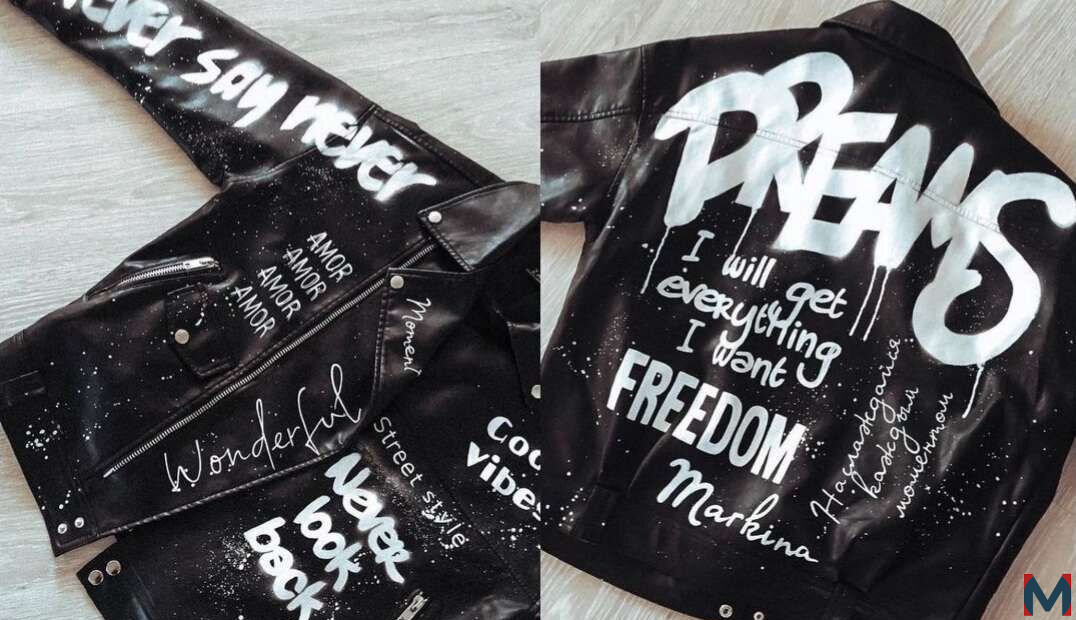 never say never
AMOR
AMOR
AMOR
AMOR
Moment
Wonderful
Street style
Never
look
back
vibes
DREAMS
I will get
everything
I want
FREEDOM
Markina
Наслаждайся
каждым
моментом
M